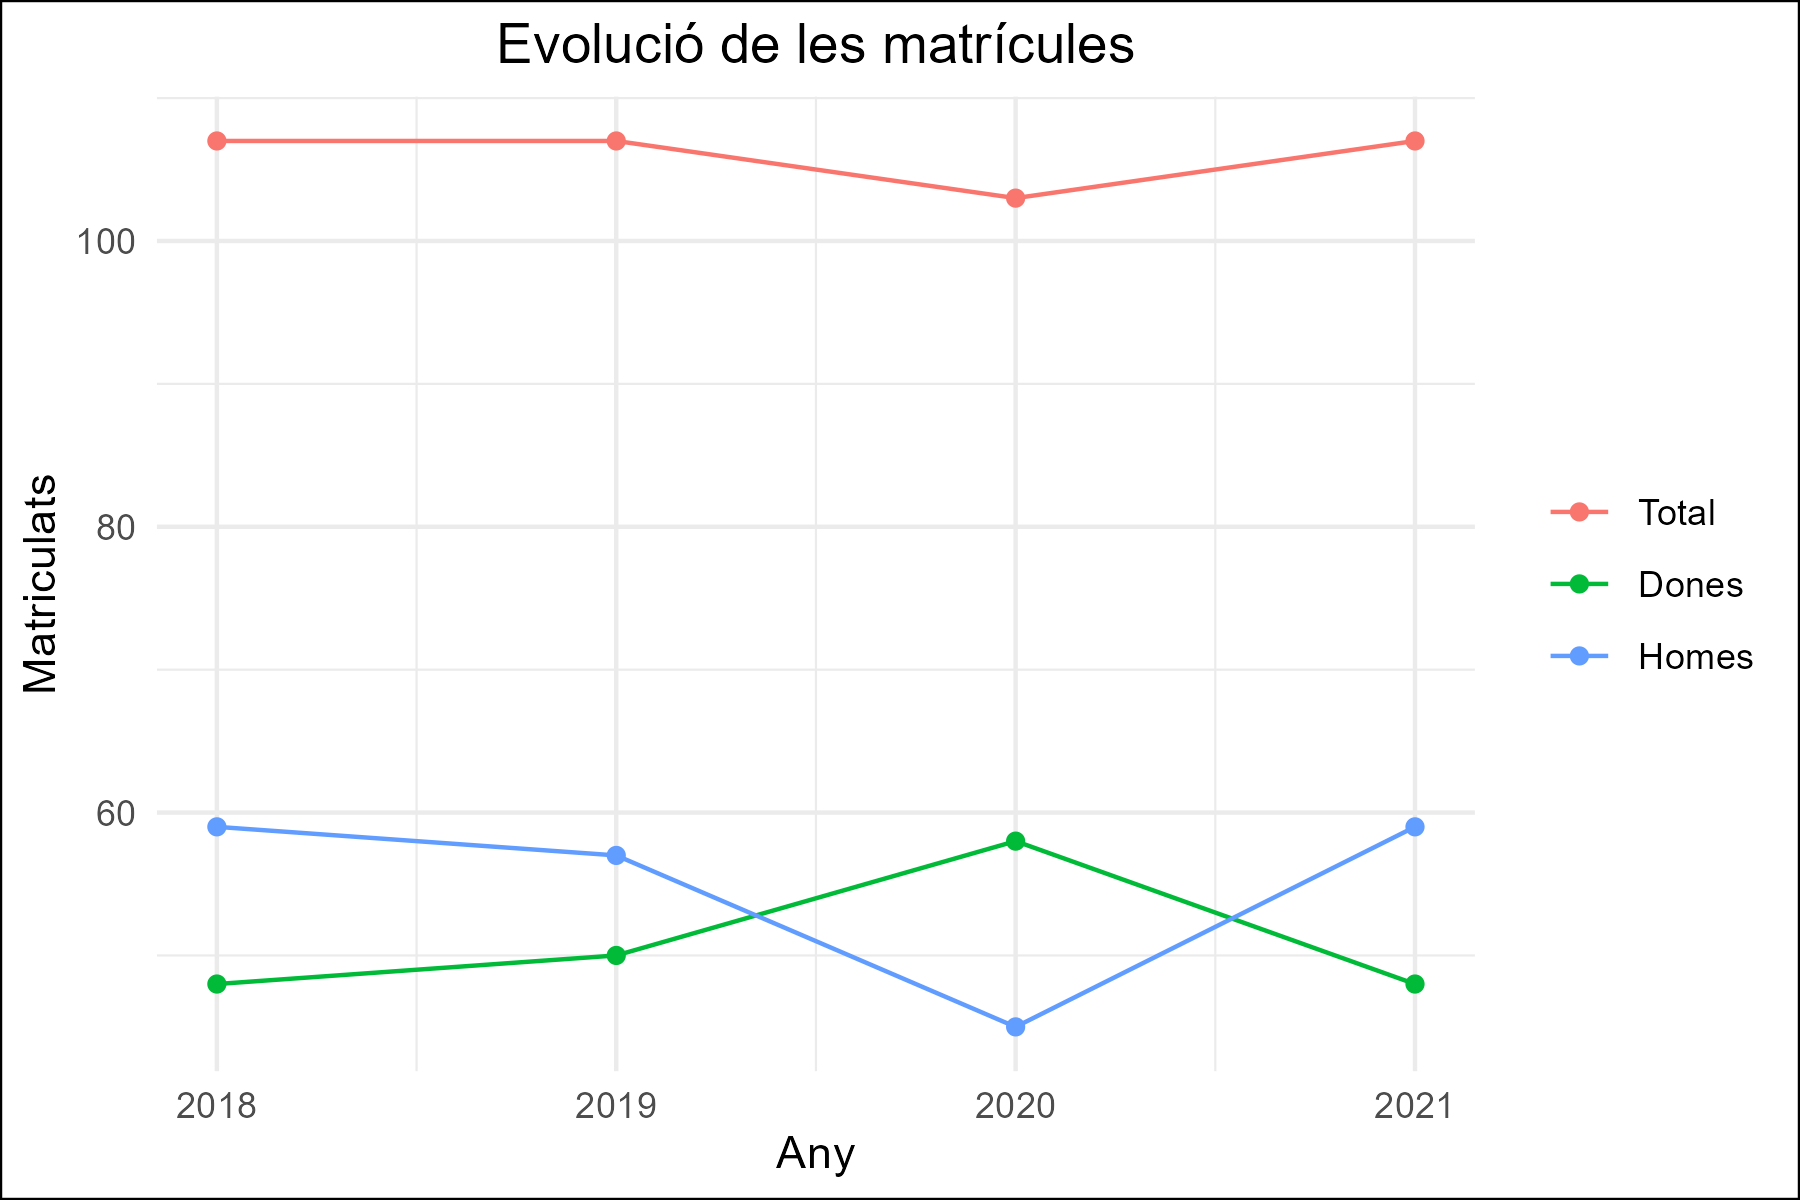 Evolució de les matrícules
Matriculats
100
80
60
2018
2019
2020
2021
Any
Total
Dones
Homes